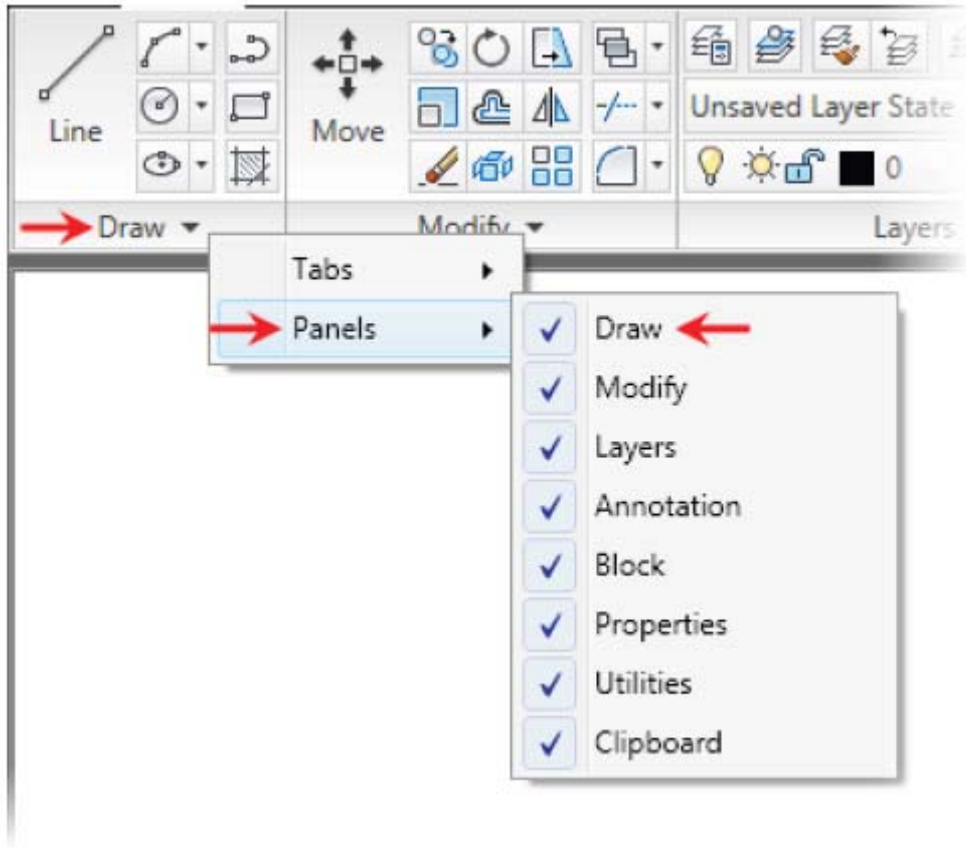 Line
Move
Unsaved Layer State
0
Draw
Modify
Layers
Tabs
Panels
Draw
Modify
Layers
Annotation
Block
Properties
Utilities
Clipboard